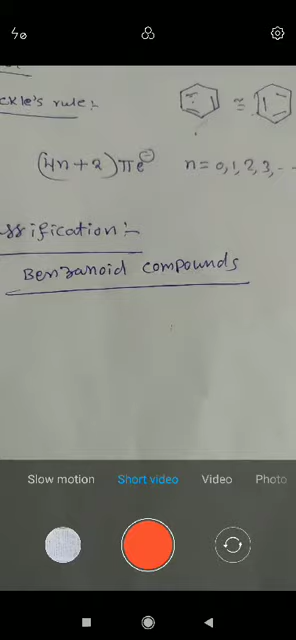 ckle's rule:-
(4n+2)πe⊖ n=0,1,2,3,--
ssification:-
Benzanoid compounds
Slow motion Short video Video Photo